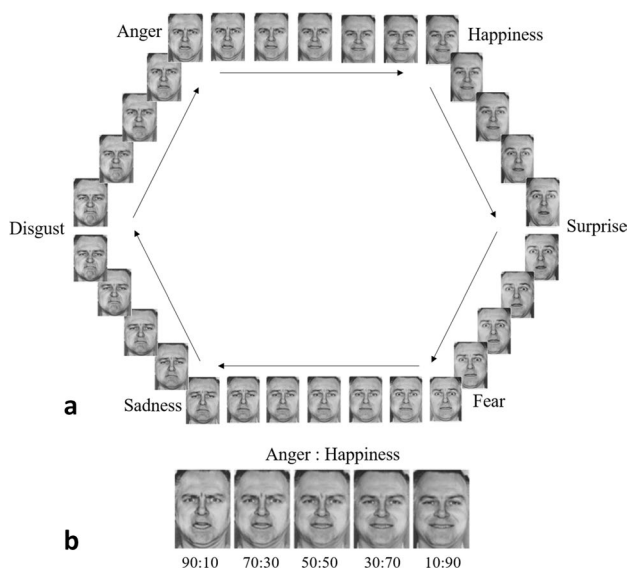 Anger
Happiness
Disgust
Surprise
a
Sadness
Fear
Anger : Happiness
b
90:10 70:30 50:50 30:70 10:90